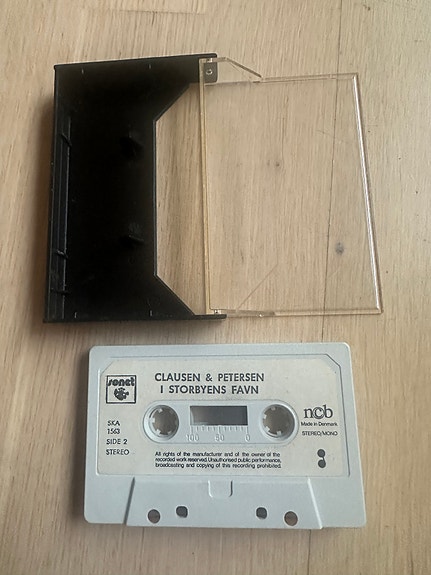 sonet
CLAUSEN & PETERSEN
I STORBYENS FAVN
SKA
1563
SIDE 2
STEREO
100 50 0
ncb
Made in Denmark
STEREO/MONO
All rights of the manufacturer and of the owner of the
recorded work reserved. Unauthorised public performance,
broadcasting and copying of this recording prohibited.